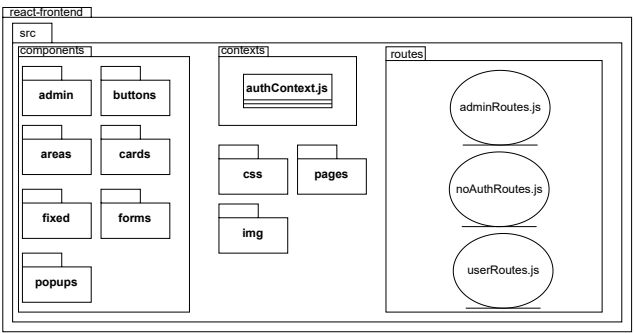 react-frontend
src
components
contexts
routes
admin
buttons
areas
cards
fixed
forms
popups
authContext.js
css
pages
img
adminRoutes.js
noAuthRoutes.js
userRoutes.js